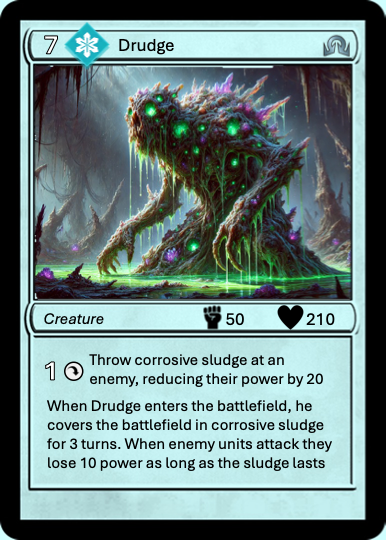 7 Drudge
Creature 50 210
1 Throw corrosive sludge at an
enemy, reducing their power by 20
When Drudge enters the battlefield, he
covers the battlefield in corrosive sludge
for 3 turns. When enemy units attack they
lose 10 power as long as the sludge lasts